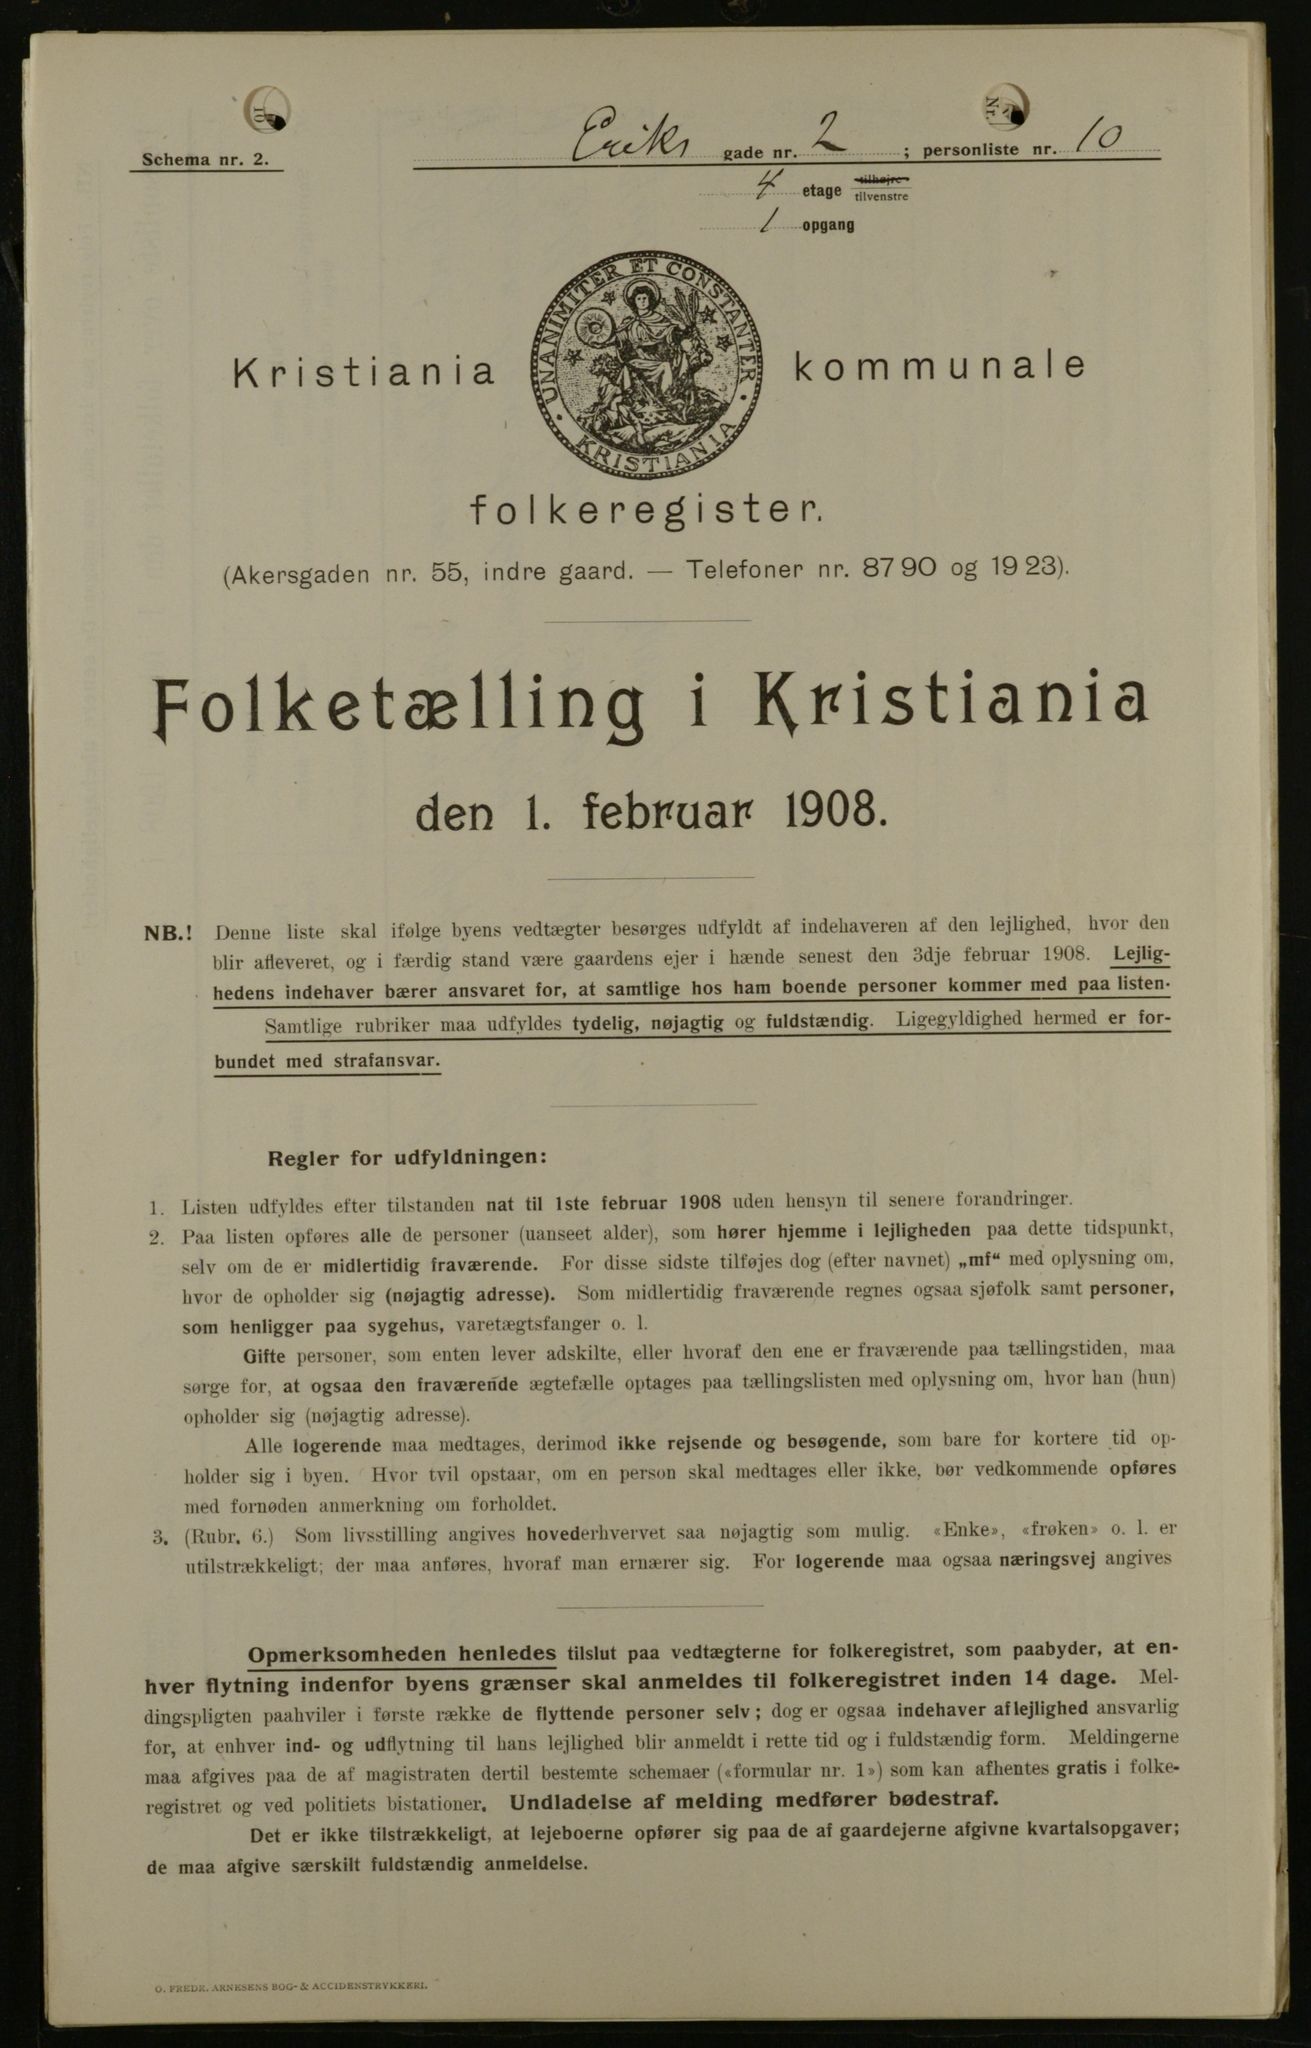 Schema nr. 2.
Eriks gade nr. 2 ; personliste nr. 10
4 etage tilhøjre tilvenstre
1 opgang
UNANIMITER ET CONSTANTER
KRISTIANIA
Kristiania kommunale
folkeregister.
(Akersgaden nr. 55, indre gaard. — Telefoner nr. 87 90 og 19 23).
Folketælling i Kristiania
den 1. februar 1908.
NB.! Denne liste skal ifølge byens vedtægter besørges udfyldt af indehaveren af den lejlighed, hvor den
blir afleveret, og i færdig stand være gaardens ejer i hænde senest den 3dje februar 1908. Lejlig-
hedens indehaver bærer ansvaret for, at samtlige hos ham boende personer kommer med paa listen.
Samtlige rubriker maa udfyldes tydelig, nøjagtig og fuldstændig. Ligegyldighed hermed er for-
bundet med strafansvar.
Regler for udfyldningen:
1. Listen udfyldes efter tilstanden nat til 1ste februar 1908 uden hensyn til senere forandringer.
2. Paa listen opføres alle de personer (uanseet alder), som hører hjemme i lejligheden paa dette tidspunkt,
selv om de er midlertidig fraværende. For disse sidste tilføjes dog (efter navnet) „mf“ med oplysning om,
hvor de opholder sig (nøjagtig adresse). Som midlertidig fraværende regnes ogsaa sjøfolk samt personer,
som henligger paa sygehus, varetægtsfanger o. l.
Gifte personer, som enten lever adskilte, eller hvoraf den ene er fraværende paa tællingstiden, maa
sørge for, at ogsaa den fraværende ægtefælle optages paa tællingslisten med oplysning om, hvor han (hun)
opholder sig (nøjagtig adresse).
Alle logerende maa medtages, derimod ikke rejsende og besøgende, som bare for kortere tid op-
holder sig i byen. Hvor tvil opstaar, om en person skal medtages eller ikke, bør vedkommende opføres
med fornøden anmerkning om forholdet.
3. (Rubr. 6.) Som livsstilling angives hovederhvervet saa nøjagtig som mulig. «Enke», «frøken» o. l. er
utilstrækkeligt; der maa anføres, hvoraf man ernærer sig. For logerende maa ogsaa næringsvej angives
Opmerksomheden henledes tilslut paa vedtægterne for folkeregistret, som paabyder, at en-
hver flytning indenfor byens grænser skal anmeldes til folkeregistret inden 14 dage. Mel-
dingspligten paahviler i første række de flyttende personer selv; dog er ogsaa indehaver af lejlighed ansvarlig
for, at enhver ind- og udflytning til hans lejlighed blir anmeldt i rette tid og i fuldstændig form. Meldingerne
maa afgives paa de af magistraten dertil bestemte schemaer («formular nr. 1») som kan afhentes gratis i folke-
registret og ved politiets bistationer. Undladelse af melding medfører bødestraf.
Det er ikke tilstrækkeligt, at lejeboerne opfører sig paa de af gaardejerne afgivne kvartalsopgaver;
de maa afgive særskilt fuldstændig anmeldelse.
O. FREDR. ARNESENS BOG- & ACCIDENSTRYKKERI.